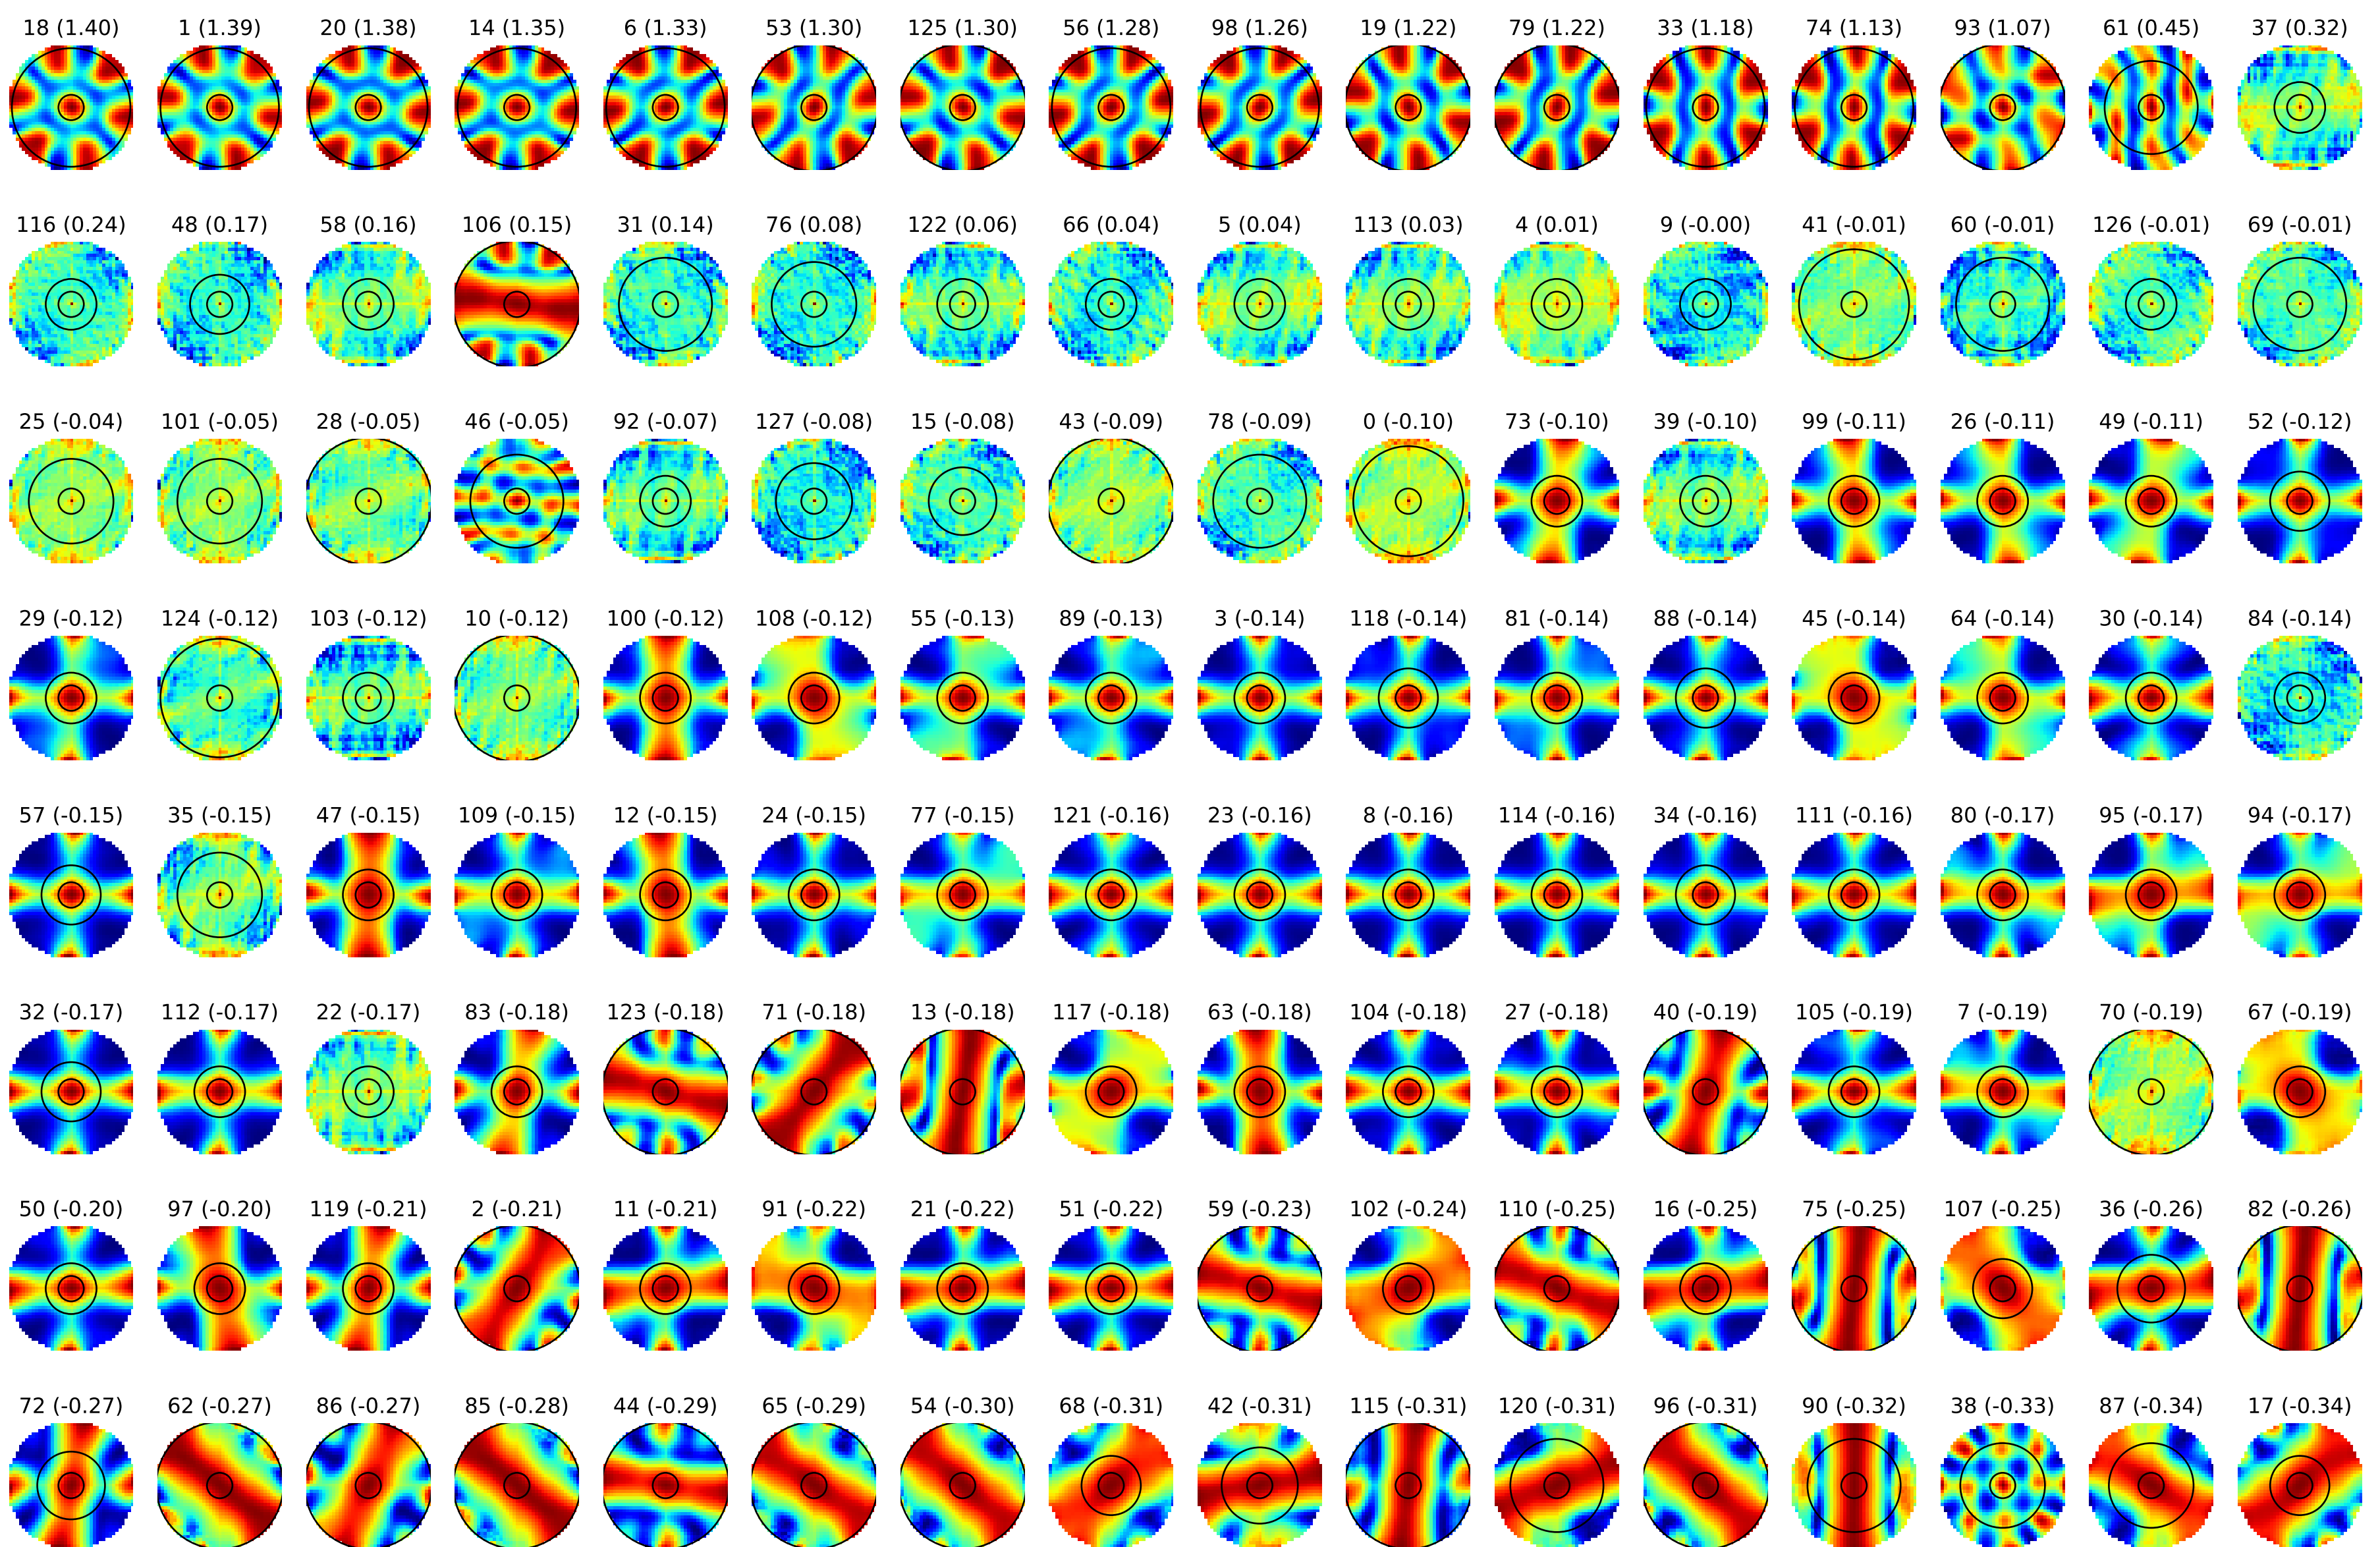 18 (1.40) 1 (1.39) 20 (1.38) 14 (1.35) 6 (1.33) 53 (1.30) 125 (1.30) 56 (1.28) 98 (1.26) 19 (1.22) 79 (1.22) 33 (1.18) 74 (1.13) 93 (1.07) 61 (0.45) 37 (0.32)
116 (0.24) 48 (0.17) 58 (0.16) 106 (0.15) 31 (0.14) 76 (0.08) 122 (0.06) 66 (0.04) 5 (0.04) 113 (0.03) 4 (0.01) 9 (-0.00) 41 (-0.01) 60 (-0.01) 126 (-0.01) 69 (-0.01)
25 (-0.04) 101 (-0.05) 28 (-0.05) 46 (-0.05) 92 (-0.07) 127 (-0.08) 15 (-0.08) 43 (-0.09) 78 (-0.09) 0 (-0.10) 73 (-0.10) 39 (-0.10) 99 (-0.11) 26 (-0.11) 49 (-0.11) 52 (-0.12)
29 (-0.12) 124 (-0.12) 103 (-0.12) 10 (-0.12) 100 (-0.12) 108 (-0.12) 55 (-0.13) 89 (-0.13) 3 (-0.14) 118 (-0.14) 81 (-0.14) 88 (-0.14) 45 (-0.14) 64 (-0.14) 30 (-0.14) 84 (-0.14)
57 (-0.15) 35 (-0.15) 47 (-0.15) 109 (-0.15) 12 (-0.15) 24 (-0.15) 77 (-0.15) 121 (-0.16) 23 (-0.16) 8 (-0.16) 114 (-0.16) 34 (-0.16) 111 (-0.16) 80 (-0.17) 95 (-0.17) 94 (-0.17)
32 (-0.17) 112 (-0.17) 22 (-0.17) 83 (-0.18) 123 (-0.18) 71 (-0.18) 13 (-0.18) 117 (-0.18) 63 (-0.18) 104 (-0.18) 27 (-0.18) 40 (-0.19) 105 (-0.19) 7 (-0.19) 70 (-0.19) 67 (-0.19)
50 (-0.20) 97 (-0.20) 119 (-0.21) 2 (-0.21) 11 (-0.21) 91 (-0.22) 21 (-0.22) 51 (-0.22) 59 (-0.23) 102 (-0.24) 110 (-0.25) 16 (-0.25) 75 (-0.25) 107 (-0.25) 36 (-0.26) 82 (-0.26)
72 (-0.27) 62 (-0.27) 86 (-0.27) 85 (-0.28) 44 (-0.29) 65 (-0.29) 54 (-0.30) 68 (-0.31) 42 (-0.31) 115 (-0.31) 120 (-0.31) 96 (-0.31) 90 (-0.32) 38 (-0.33) 87 (-0.34) 17 (-0.34)